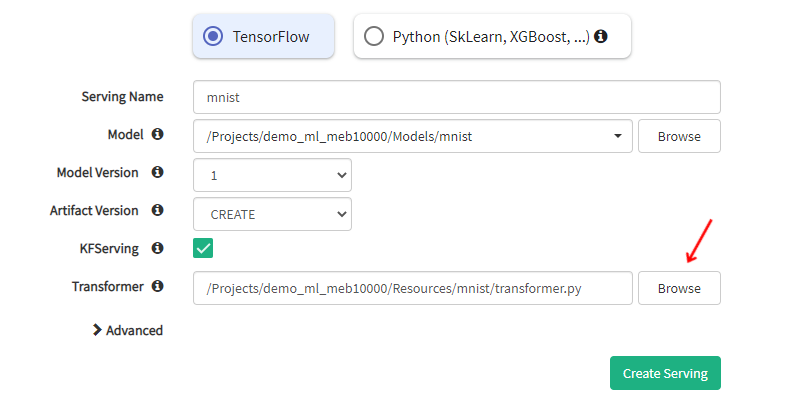 TensorFlow
Python (SkLearn, XGBoost, ...)
Serving Name
mnist
Model
/Projects/demo_ml_meb10000/Models/mnist
Browse
Model Version
1
Artifact Version
CREATE
KFServing
Transformer
/Projects/demo_ml_meb10000/Resources/mnist/transformer.py
Browse
Advanced
Create Serving